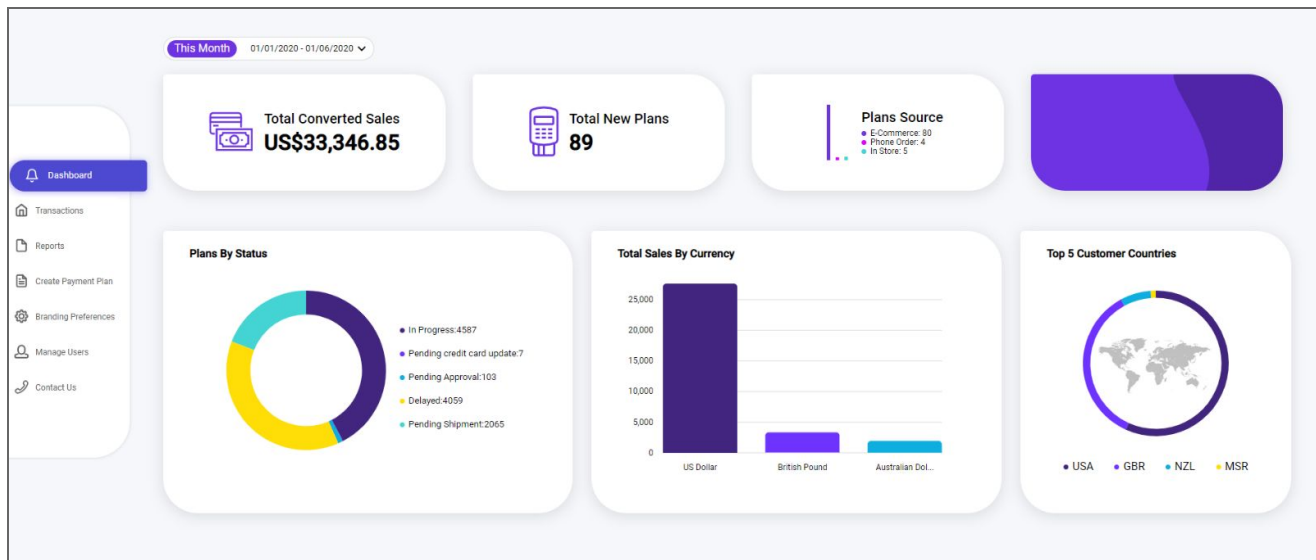 This Month 01/01/2020 - 01/06/2020
Total Converted Sales
US$33,346.85
Total New Plans
89
Plans Source
E-Commerce: 80
Phone Order: 4
In Store: 5
Dashboard
Transactions
Reports
Create Payment Plan
Branding Preferences
Manage Users
Contact Us
Plans By Status
In Progress:4587
Pending credit card update:7
Pending Approval:103
Delayed:4059
Pending Shipment:2065
Total Sales By Currency
25,000
20,000
15,000
10,000
5,000
0
US Dollar British Pound Australian Dol...
Top 5 Customer Countries
USA GBR NZL MSR